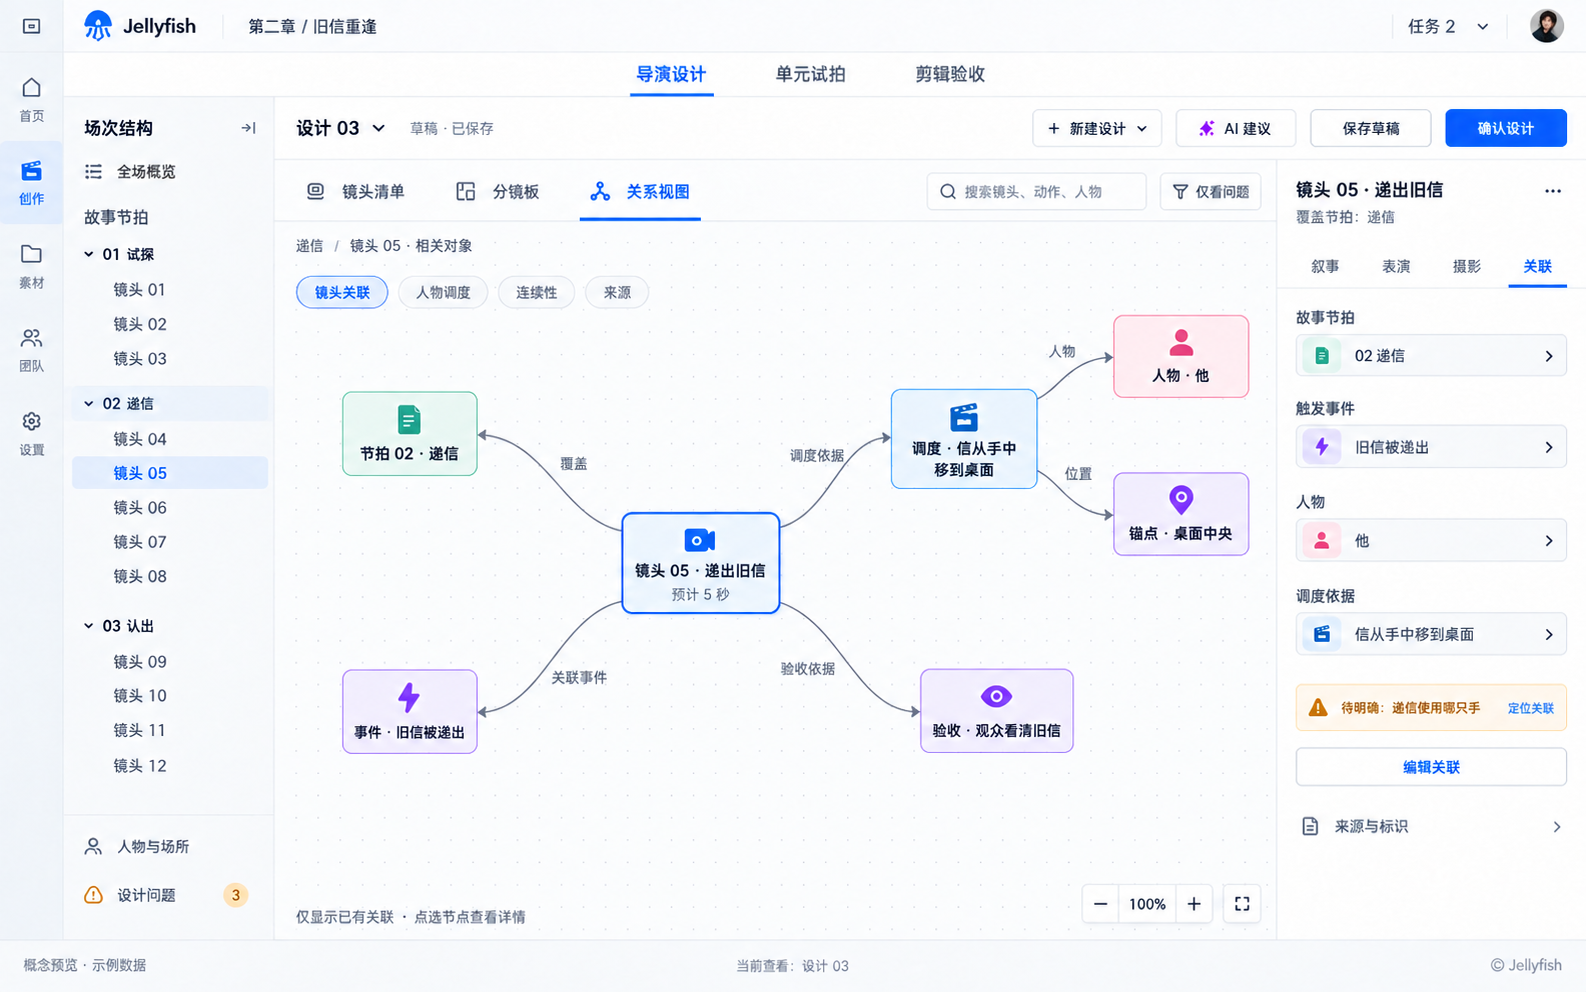 Jellyfish
第二章 / 旧信重逢
任务 2
导演设计
单元试拍
剪辑验收
首页
创作
素材
团队
设置
场次结构
全场概览
故事节拍
01 试探
镜头 01
镜头 02
镜头 03
02 递信
镜头 04
镜头 05
镜头 06
镜头 07
镜头 08
03 认出
镜头 09
镜头 10
镜头 11
镜头 12
人物与场所
设计问题
3
设计 03
草稿 · 已保存
+ 新建设计
AI 建议
保存草稿
确认设计
镜头清单
分镜板
关系视图
搜索镜头、动作、人物
仅看问题
递信 / 镜头 05 · 相关对象
镜头关联
人物调度
连续性
来源
节拍 02 · 递信
覆盖
镜头 05 · 递出旧信
预计 5 秒
调度依据
调度 · 信从手中
移到桌面
人物
人物 · 他
位置
锚点 · 桌面中央
关联事件
事件 · 旧信被递出
验收依据
验收 · 观众看清旧信
仅显示已有关联 · 点选节点查看详情
100%
镜头 05 · 递出旧信
覆盖节拍：递信
叙事
表演
摄影
关联
故事节拍
02 递信
触发事件
旧信被递出
人物
他
调度依据
信从手中移到桌面
待明确：递信使用哪只手
定位关联
编辑关联
来源与标识
概念预览 · 示例数据
当前查看：设计 03
© Jellyfish